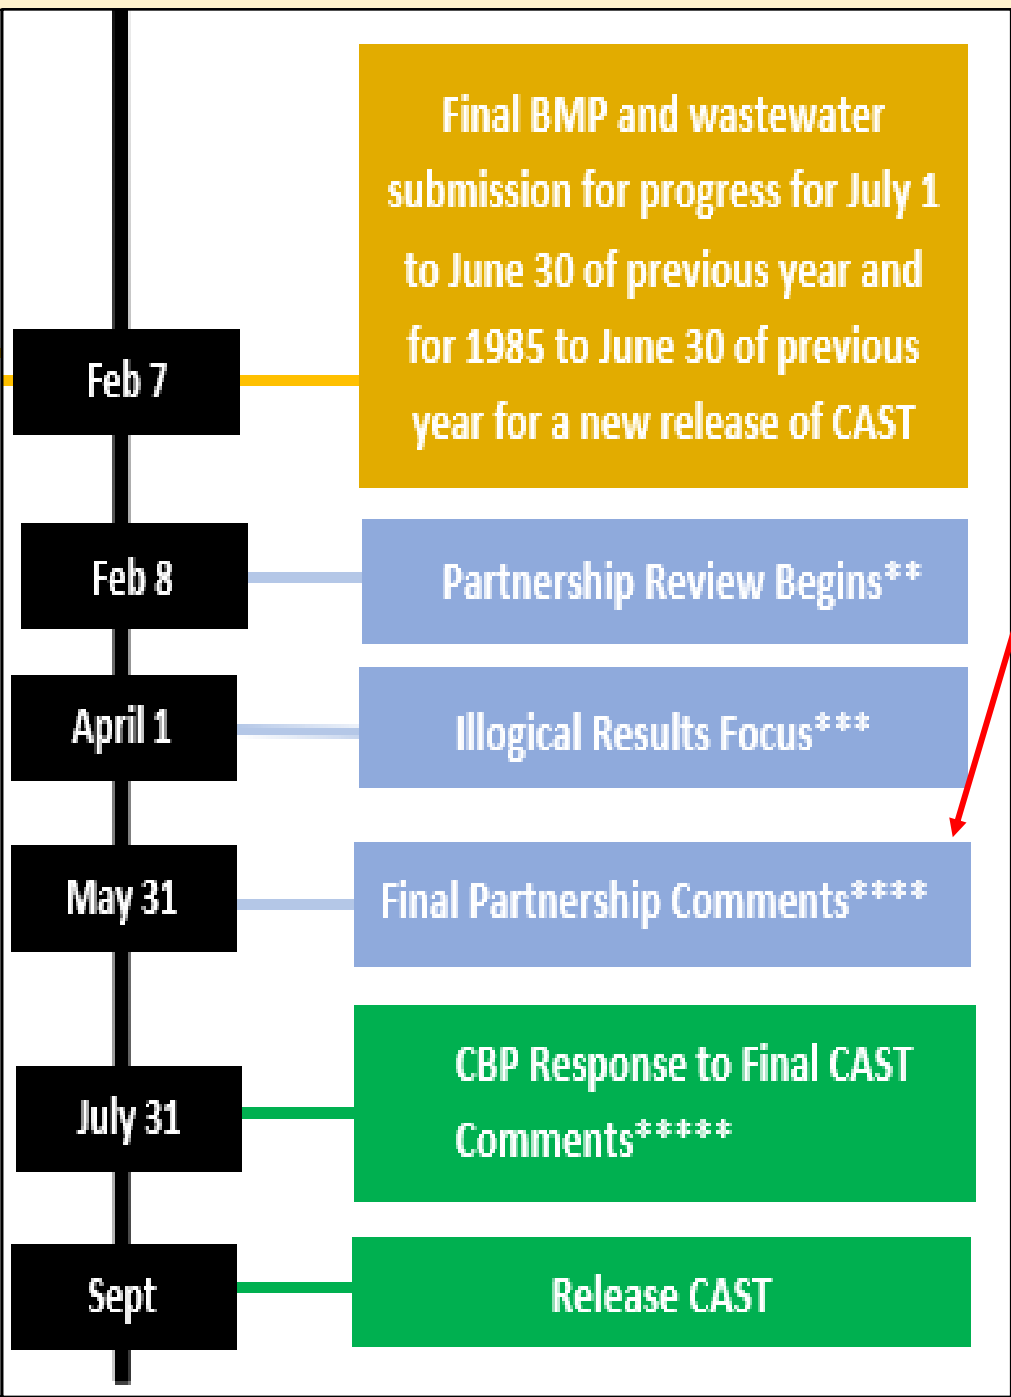 Final BMP and wastewater
submission for progress for July 1
to June 30 of previous year and
for 1985 to June 30 of previous
year for a new release of CAST
Feb 7
Feb 8
Partnership Review Begins**
April 1
Illogical Results Focus***
May 31
Final Partnership Comments****
CBP Response to Final CAST
Comments*****
July 31
Sept
Release CAST